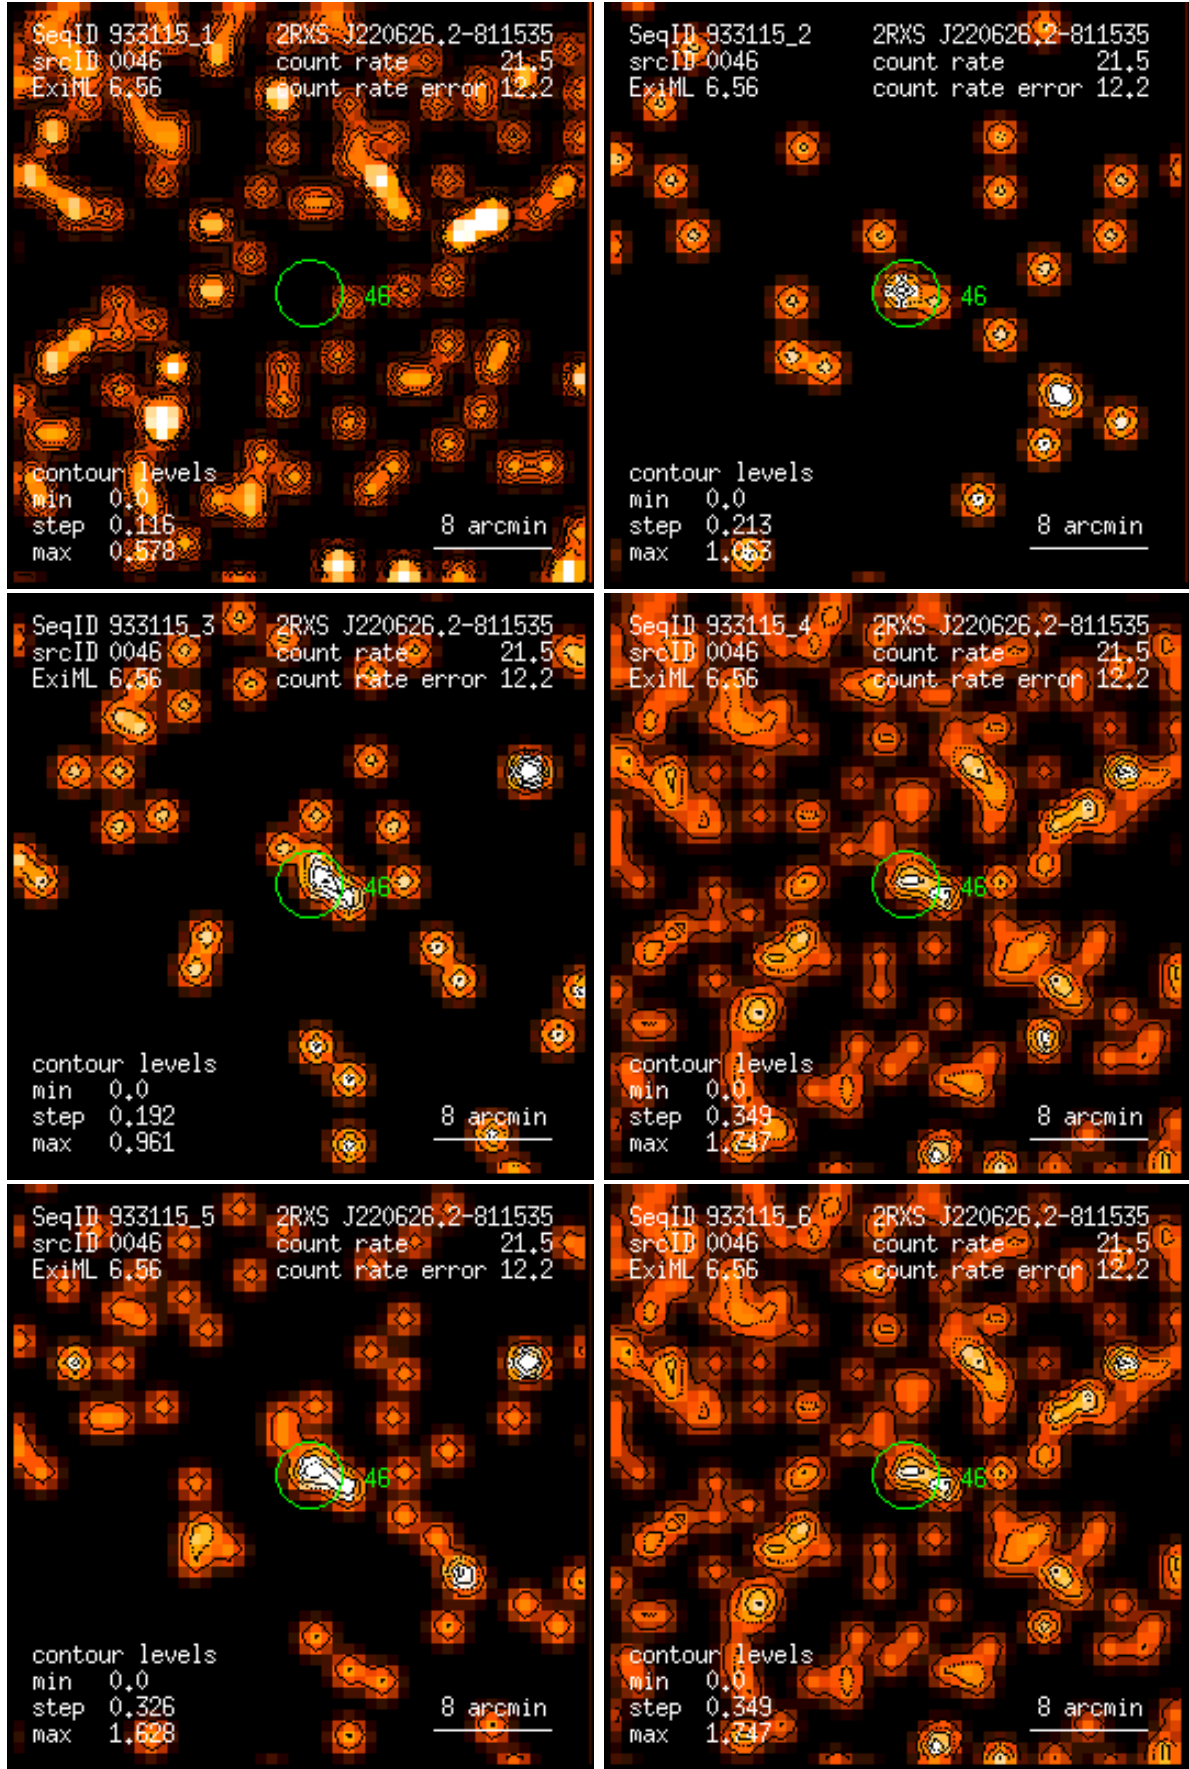 SeqID 933115_1 2RXS J220626.2-811535
srcID 0046 count rate 21.5
ExiML 6.56 count rate error 12.2
46
contour levels
min 0.0
step 0.116 8 arcmin
max 0.578
SeqID 933115_2 2RXS J220626.2-811535
srcID 0046 count rate 21.5
ExiML 6.56 count rate error 12.2
46
contour levels
min 0.0
step 0.213 8 arcmin
max 1.063
SeqID 933115_3 2RXS J220626.2-811535
srcID 0046 count rate 21.5
ExiML 6.56 count rate error 12.2
46
contour levels
min 0.0
step 0.192 8 arcmin
max 0.961
SeqID 933115_4 2RXS J220626.2-811535
srcID 0046 count rate 21.5
ExiML 6.56 count rate error 12.2
46
contour levels
min 0.0
step 0.349 8 arcmin
max 1.747
SeqID 933115_5 2RXS J220626.2-811535
srcID 0046 count rate 21.5
ExiML 6.56 count rate error 12.2
46
contour levels
min 0.0
step 0.326 8 arcmin
max 1.628
SeqID 933115_6 2RXS J220626.2-811535
srcID 0046 count rate 21.5
ExiML 6.56 count rate error 12.2
46
contour levels
min 0.0
step 0.349 8 arcmin
max 1.747